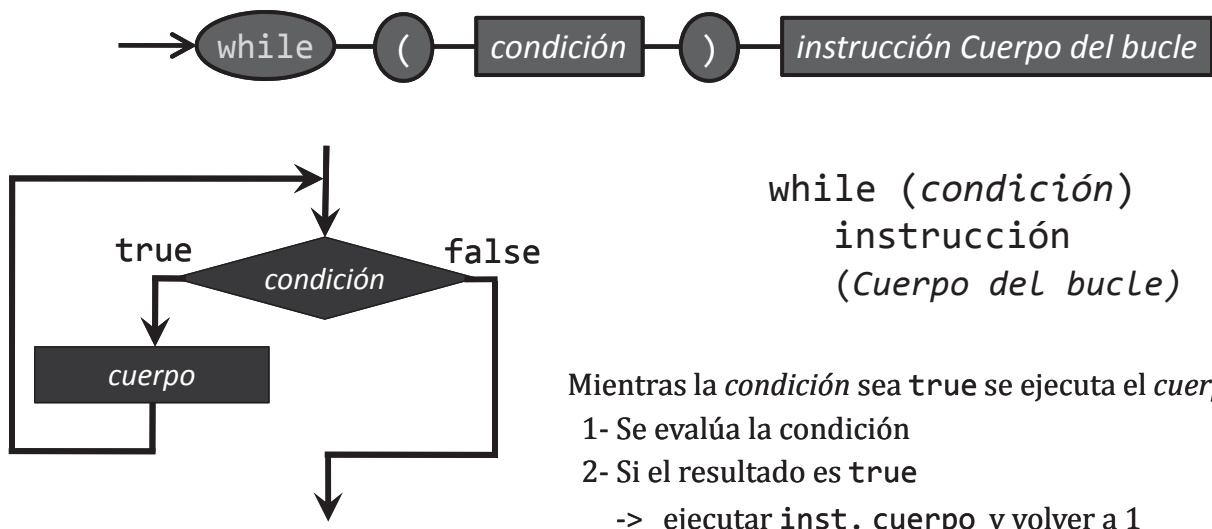 while ( condición ) instrucción Cuerpo del bucle
while (condición)
instrucción
(Cuerpo del bucle)
true false
condición
cuerpo
Mientras la condición sea true se ejecuta el
1- Se evalúa la condición
2- Si el resultado es true
-> ejecutar inst. cuerpo y volver a 1